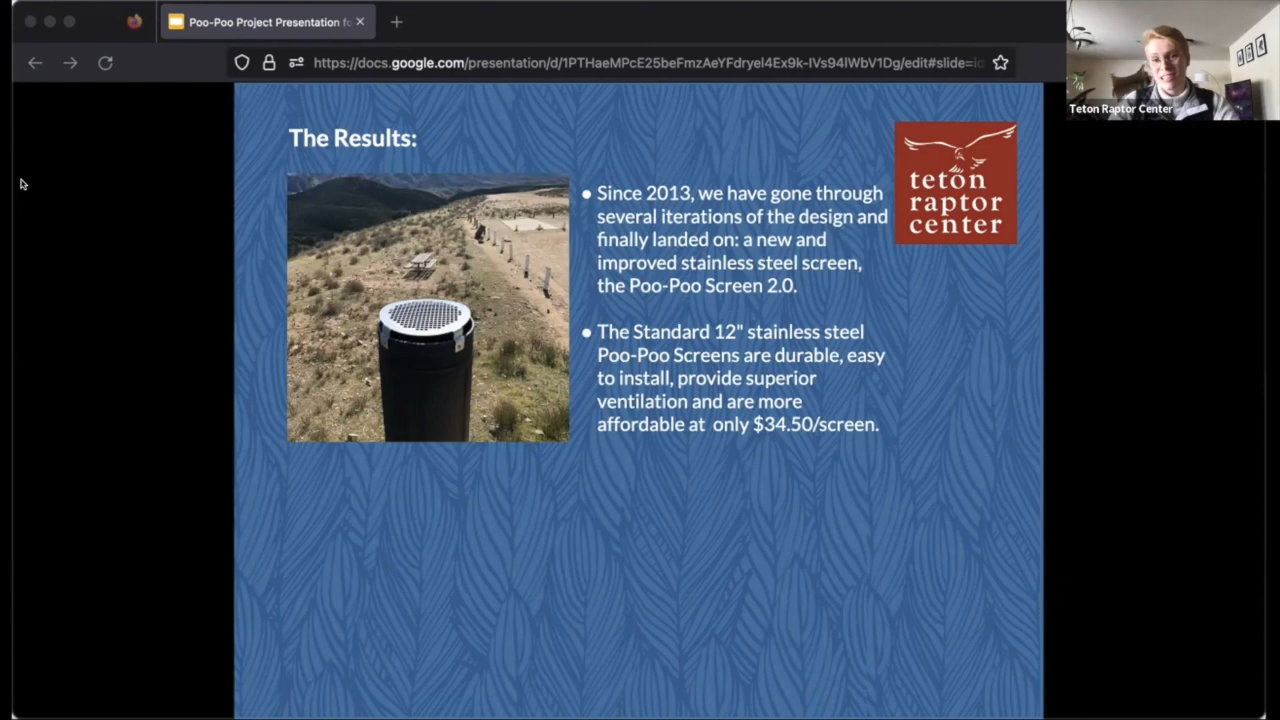 Poo-Poo Project Presentation fo
https://docs.google.com/presentation/d/1PTHaeMPcE25beFmzAeYFdryel4Ex9k-IVs94lWbV1Dg/edit#slide=ic
Teton Raptor Center
The Results:
● Since 2013, we have gone through
several iterations of the design and
finally landed on: a new and
improved stainless steel screen,
the Poo-Poo Screen 2.0.
● The Standard 12" stainless steel
Poo-Poo Screens are durable, easy
to install, provide superior
ventilation and are more
affordable at only $34.50/screen.
teton
raptor
center